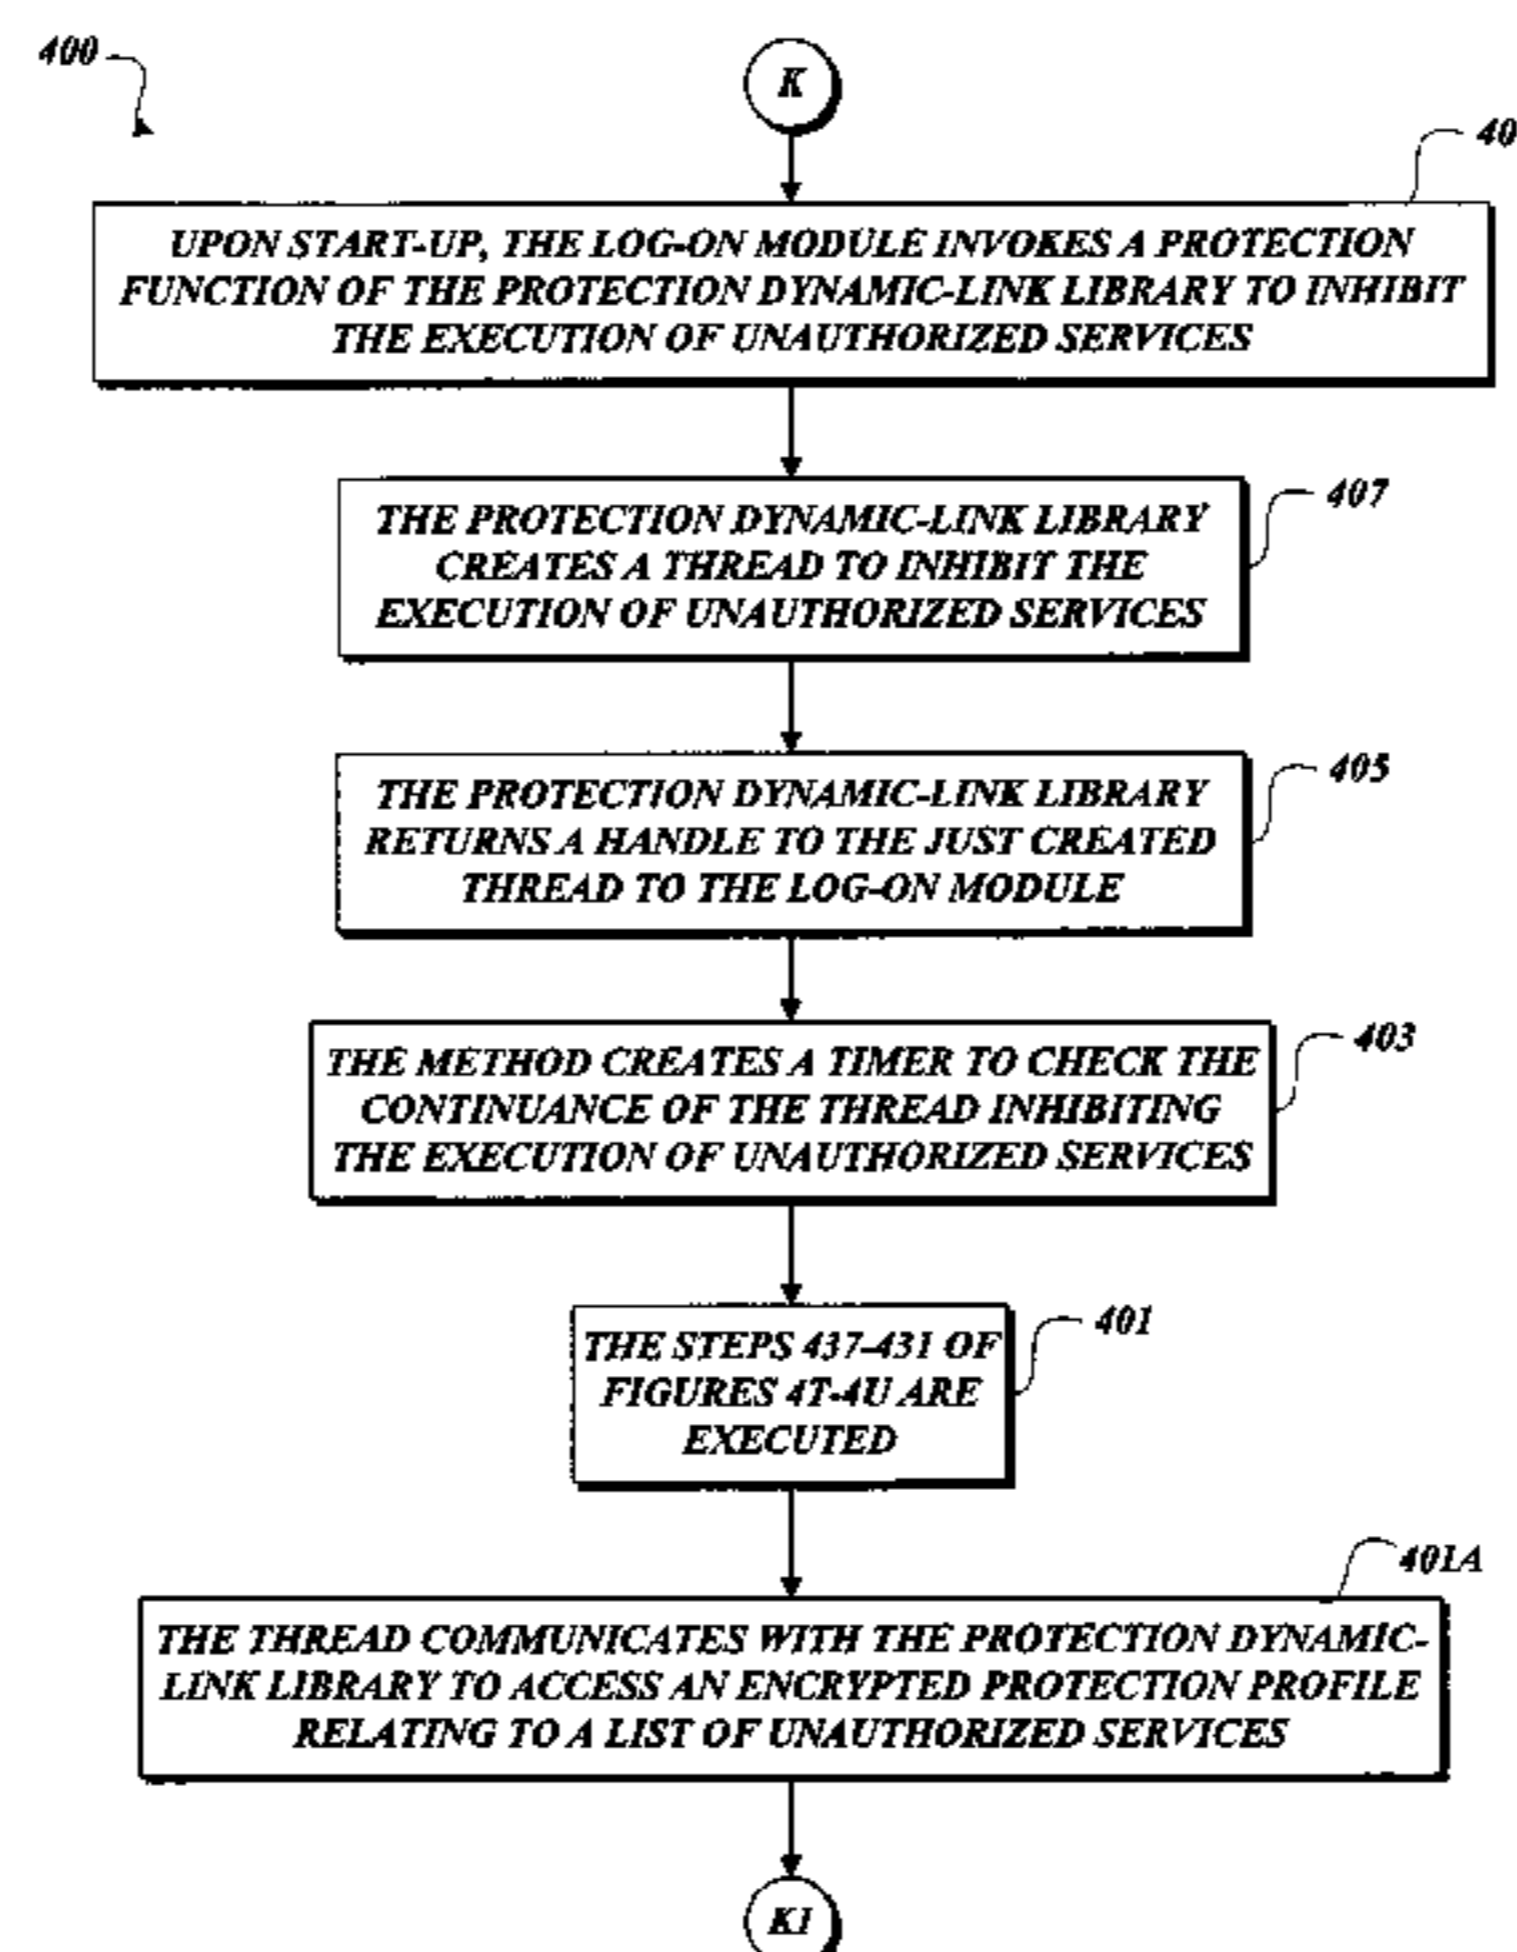 400
K
40
UPON START-UP, THE LOG-ON MODULE INVOKES A PROTECTION
FUNCTION OF THE PROTECTION DYNAMIC-LINK LIBRARY TO INHIBIT
THE EXECUTION OF UNAUTHORIZED SERVICES
407
THE PROTECTION DYNAMIC-LINK LIBRARY
CREATES A THREAD TO INHIBIT THE
EXECUTION OF UNAUTHORIZED SERVICES
405
THE PROTECTION DYNAMIC-LINK LIBRARY
RETURNS A HANDLE TO THE JUST CREATED
THREAD TO THE LOG-ON MODULE
403
THE METHOD CREATES A TIMER TO CHECK THE
CONTINUANCE OF THE THREAD INHIBITING
THE EXECUTION OF UNAUTHORIZED SERVICES
401
THE STEPS 437-431 OF
FIGURES 4T-4U ARE
EXECUTED
401A
THE THREAD COMMUNICATES WITH THE PROTECTION DYNAMIC-
LINK LIBRARY TO ACCESS AN ENCRYPTED PROTECTION PROFILE
RELATING TO A LIST OF UNAUTHORIZED SERVICES
K1